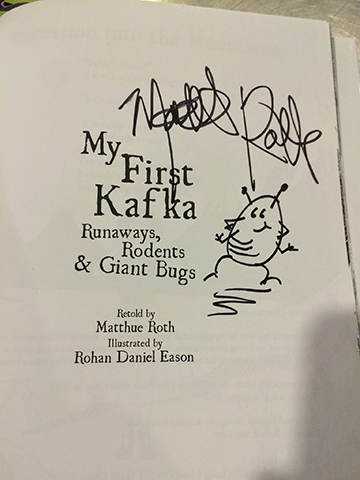 My
First
Kafka
Runaways,
Rodents
& Giant Bugs
Retold by
Matthue Roth
Illustrated by
Rohan Daniel Eason